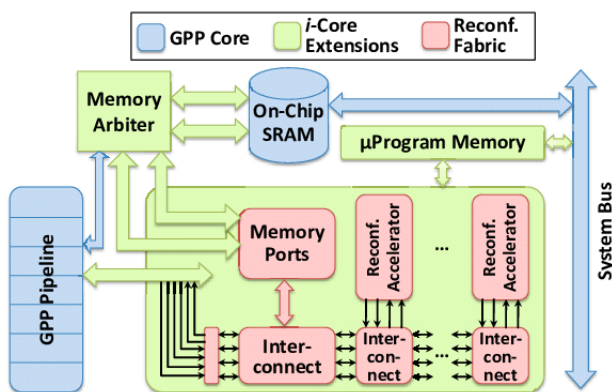 GPP Core
i-Core
Extensions
Reconf.
Fabric
Memory
Arbiter
On-Chip
SRAM
µProgram Memory
System Bus
GPP Pipeline
Memory
Ports
Reconf.
Accelerator
...
Reconf.
Accelerator
Inter-
connect
Inter-
con-
nect
...
Inter-
con-
nect